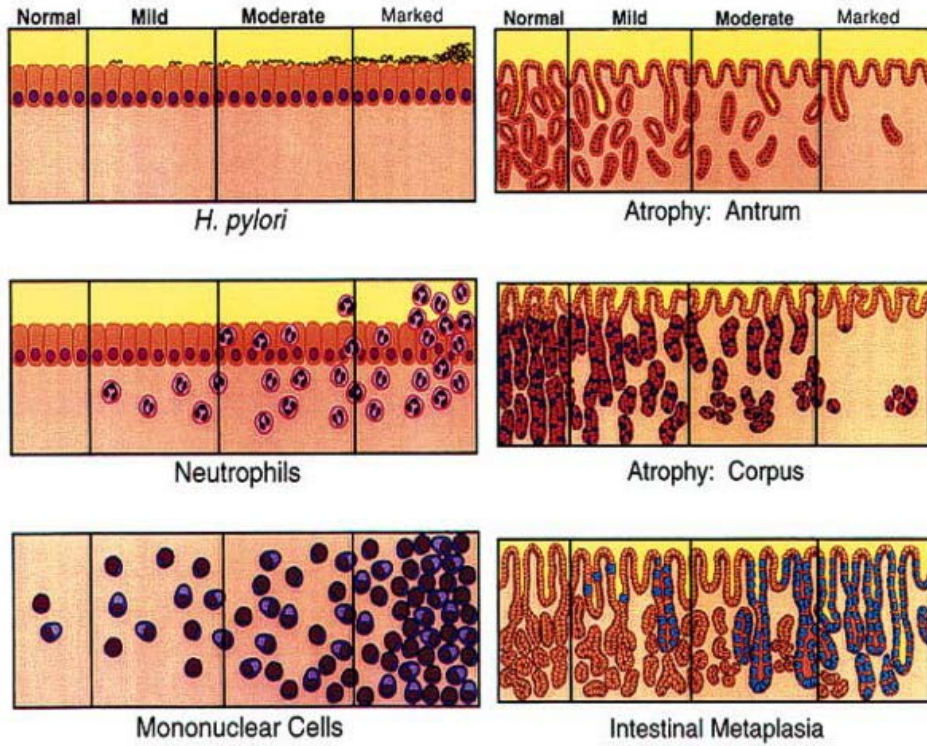 Normal Mild Moderate Marked
Normal Mild Moderate Marked
H. pylori
Atrophy: Antrum
Neutrophils
Atrophy: Corpus
Mononuclear Cells
Intestinal Metaplasia